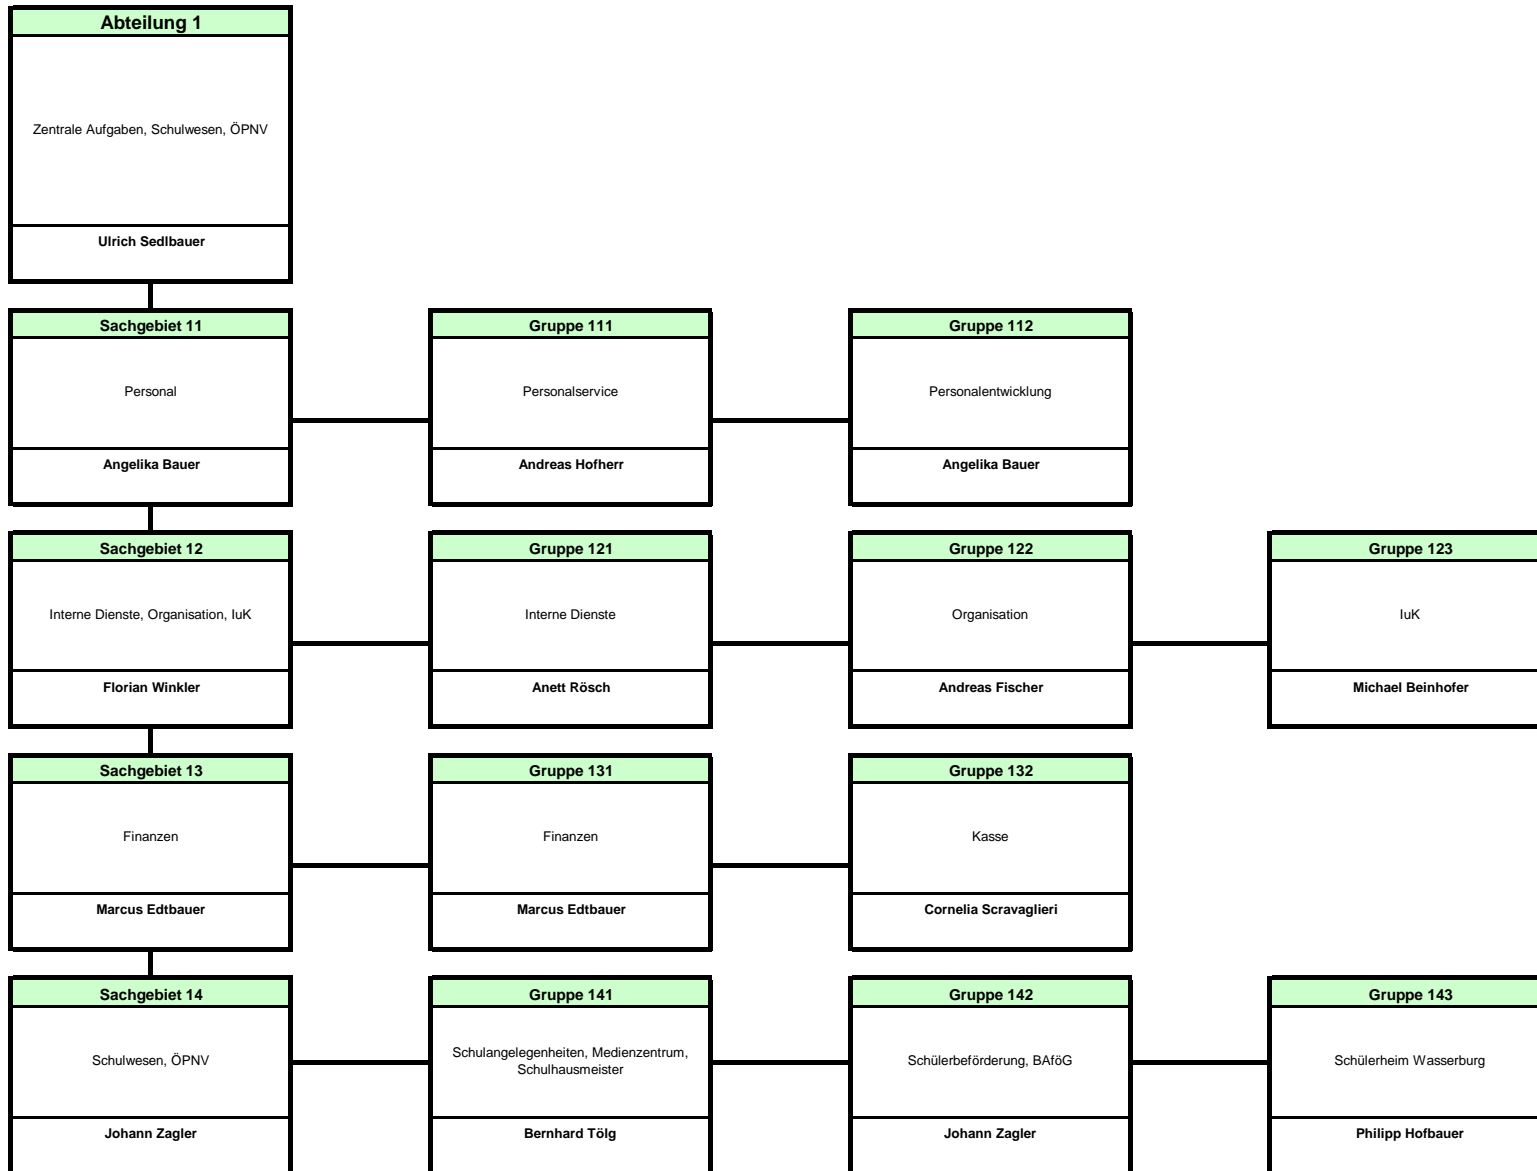 Abteilung 1
Zentrale Aufgaben, Schulwesen, ÖPNV
Ulrich Sedlbauer
Sachgebiet 11
Personal
Angelika Bauer
Gruppe 111
Personalservice
Andreas Hofherr
Gruppe 112
Personalentwicklung
Angelika Bauer
Sachgebiet 12
Interne Dienste, Organisation, IuK
Florian Winkler
Gruppe 121
Interne Dienste
Anett Rösch
Gruppe 122
Organisation
Andreas Fischer
Gruppe 123
IuK
Michael Beinhofer
Sachgebiet 13
Finanzen
Marcus Edtbauer
Gruppe 131
Finanzen
Marcus Edtbauer
Gruppe 132
Kasse
Cornelia Scravaglieri
Sachgebiet 14
Schulwesen, ÖPNV
Johann Zagler
Gruppe 141
Schulangelegenheiten, Medienzentrum,
Schulhausmeister
Bernhard Tölg
Gruppe 142
Schülerbeförderung, BAföG
Johann Zagler
Gruppe 143
Schülerheim Wasserburg
Philipp Hofbauer